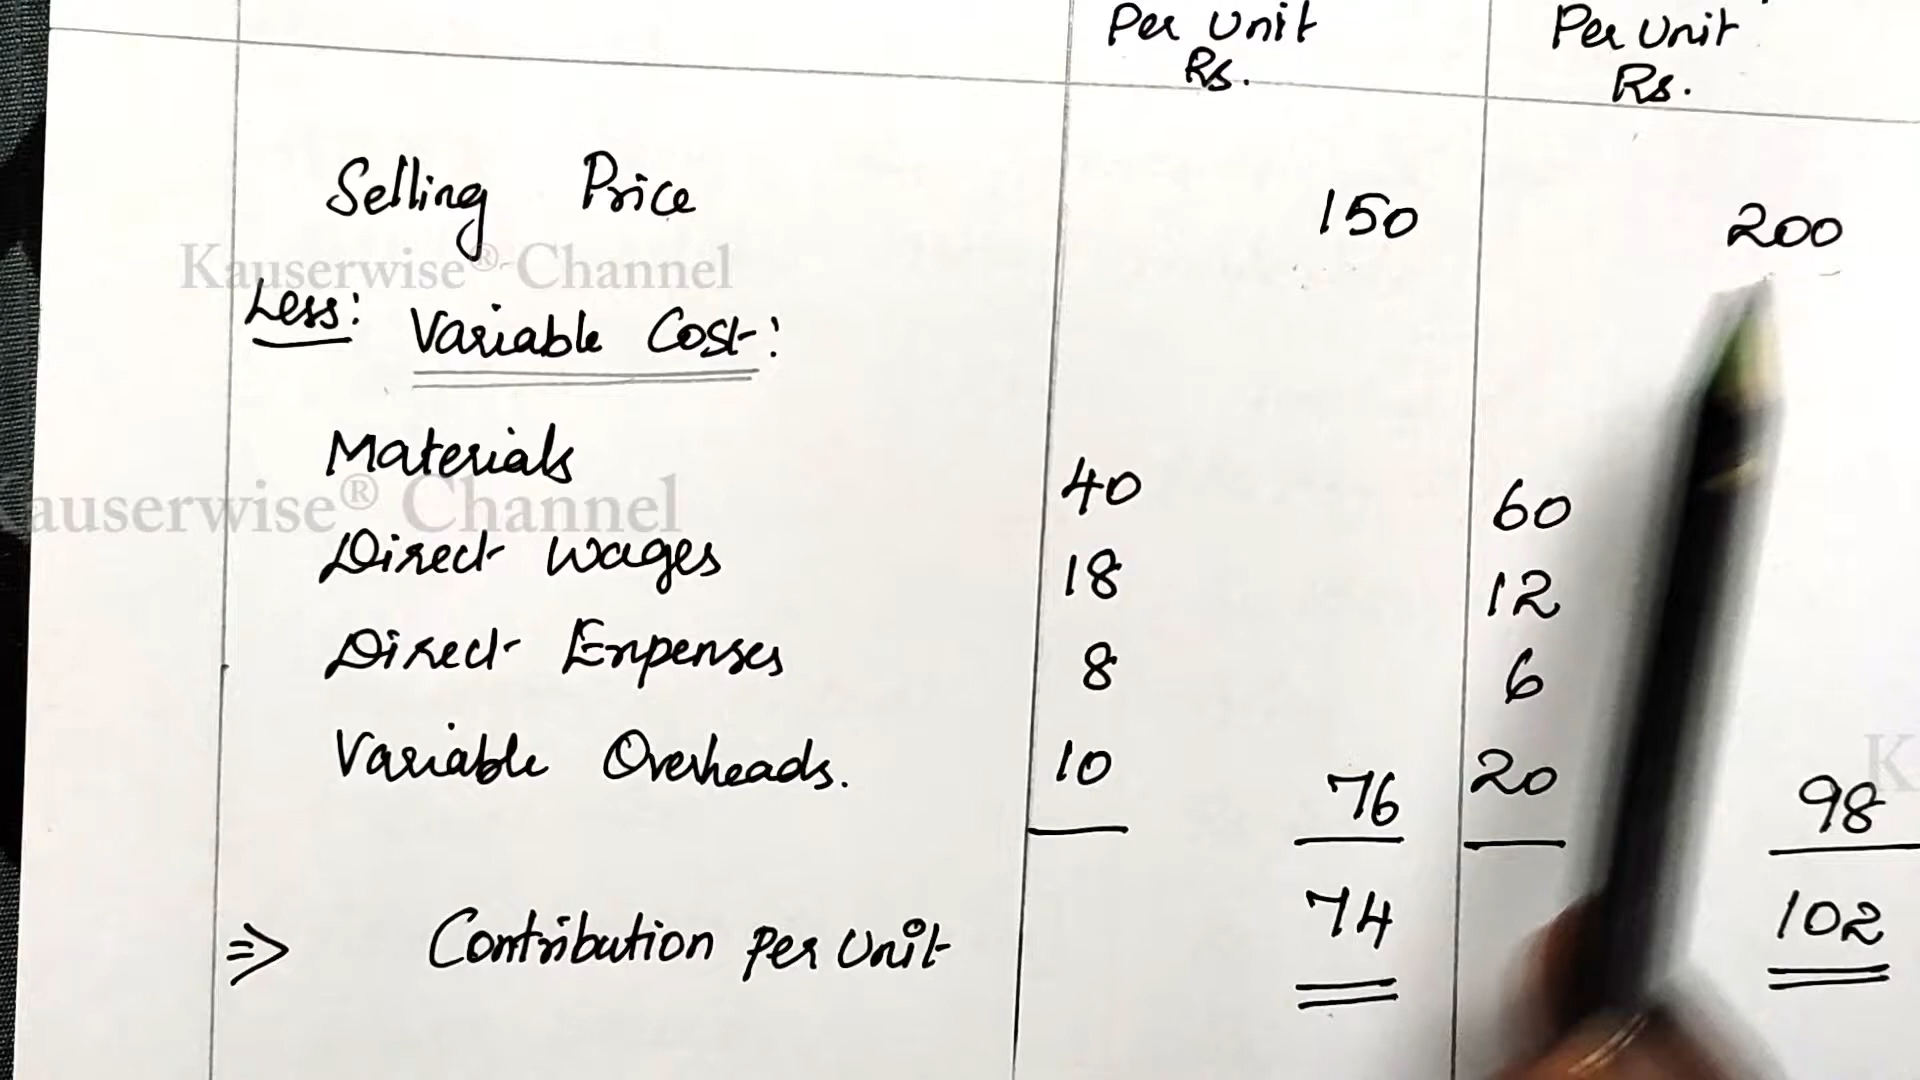 Per Unit Per Unit
Rs. Rs.
Selling Price 150 200
Kauserwise® Channel
Less: Variable Cost:
Materials 40 60
auserwise® Channel
Direct Wages 18 12
Direct Expenses 8 6
Variable Overheads. 10 76 20 98
K
⇒ Contribution Per Unit 74 102